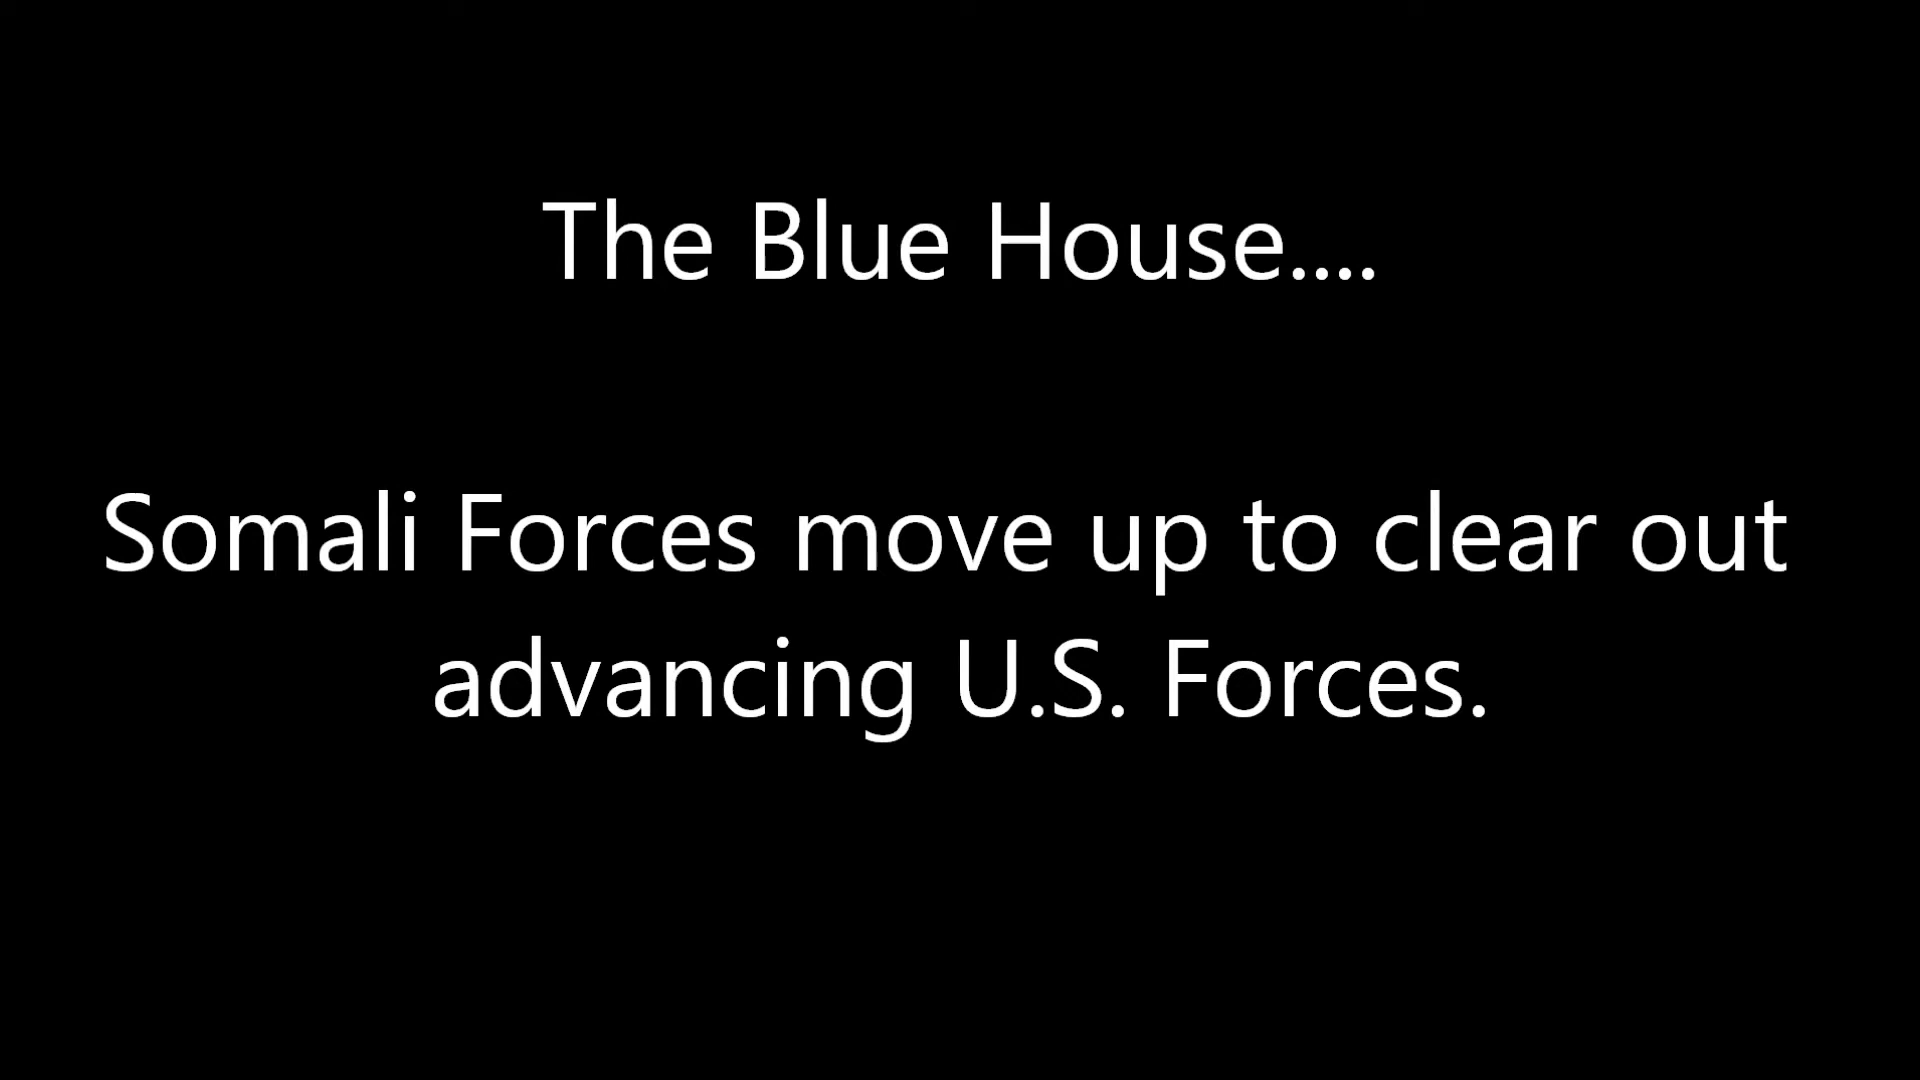 The Blue House....
Somali Forces move up to clear out
advancing U.S. Forces.